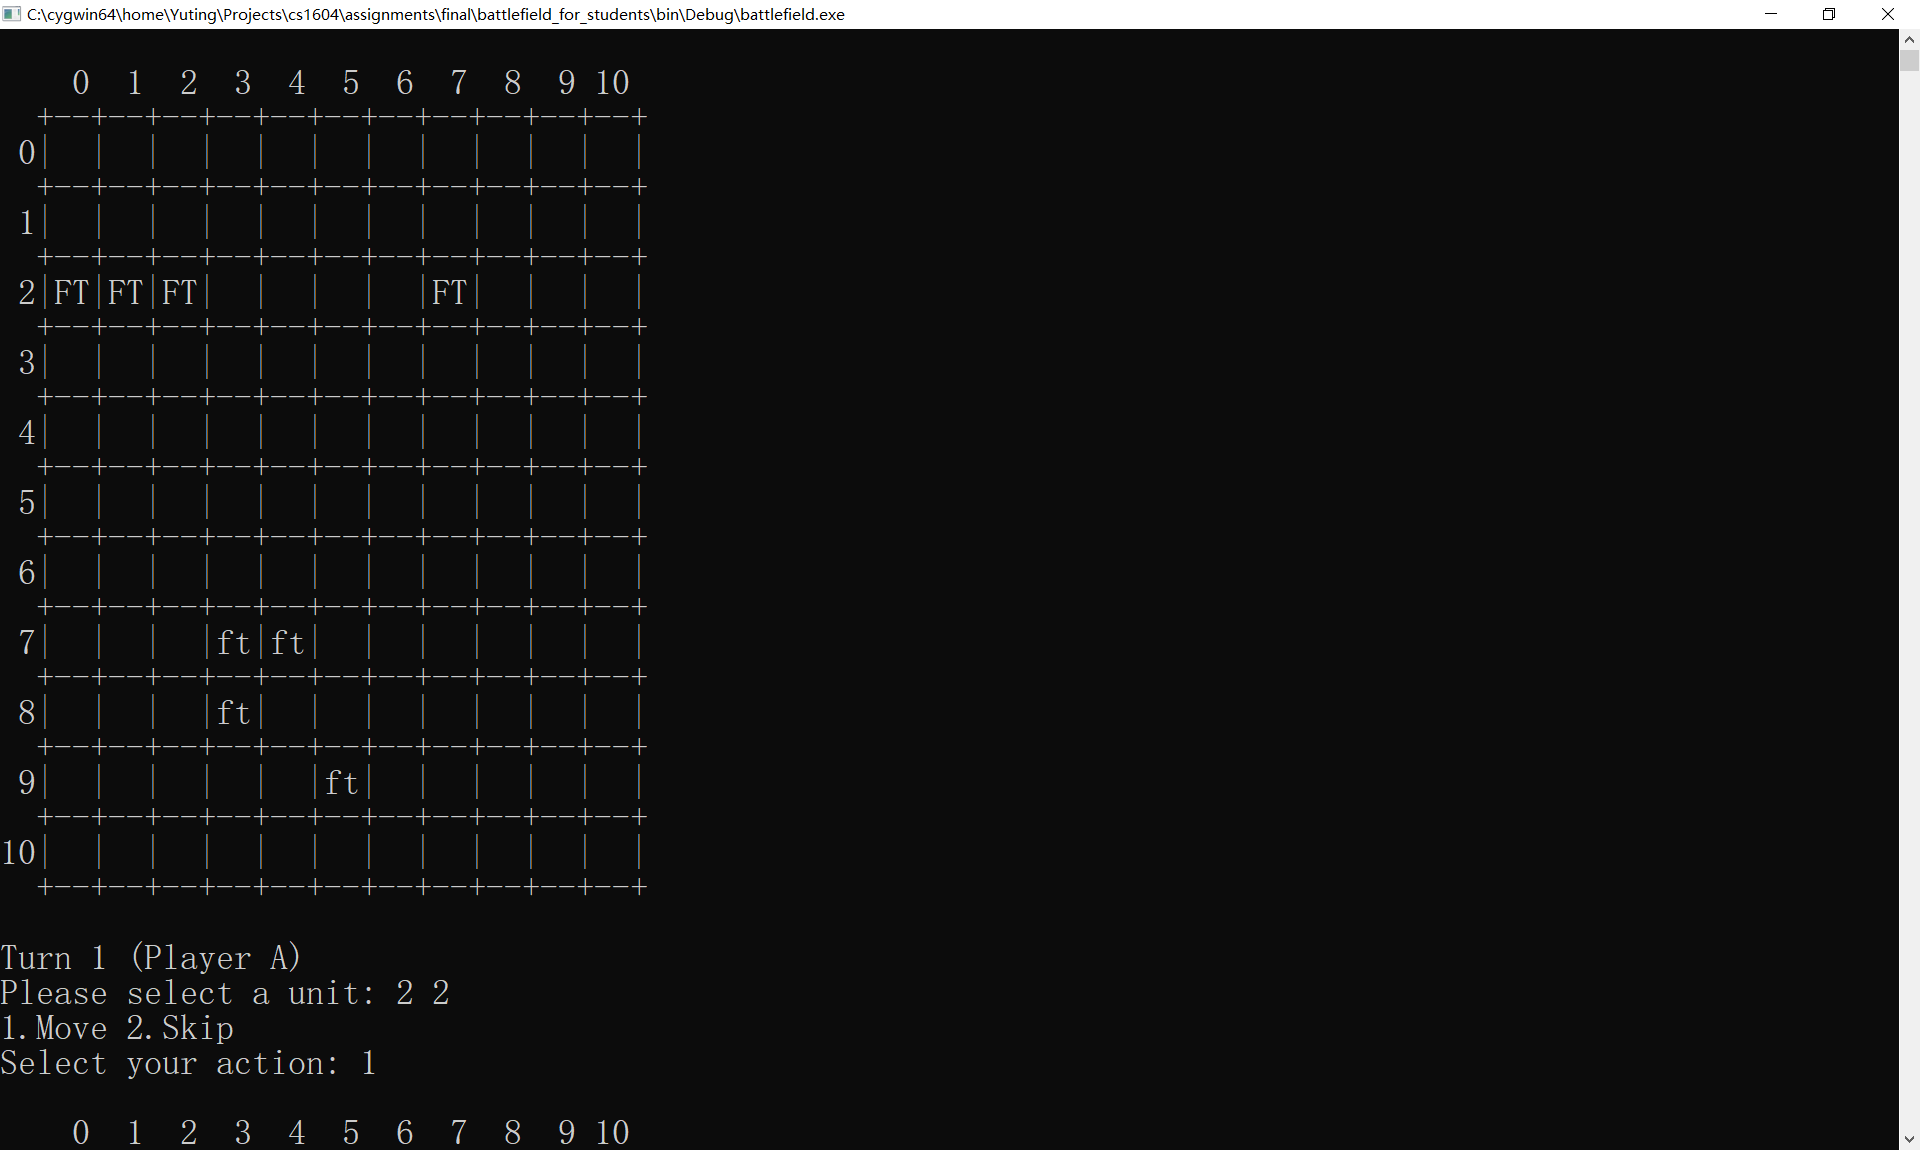 C:\cygwin64\home\Yuting\Projects\cs1604\assignments\final\battlefield_for_students\bin\Debug\battlefield.exe
    0  1  2  3  4  5  6  7  8  9 10
  +--+--+--+--+--+--+--+--+--+--+--+
 0|  |  |  |  |  |  |  |  |  |  |  |
  +--+--+--+--+--+--+--+--+--+--+--+
 1|  |  |  |  |  |  |  |  |  |  |  |
  +--+--+--+--+--+--+--+--+--+--+--+
 2|FT|FT|FT|  |  |  |  |FT|  |  |  |
  +--+--+--+--+--+--+--+--+--+--+--+
 3|  |  |  |  |  |  |  |  |  |  |  |
  +--+--+--+--+--+--+--+--+--+--+--+
 4|  |  |  |  |  |  |  |  |  |  |  |
  +--+--+--+--+--+--+--+--+--+--+--+
 5|  |  |  |  |  |  |  |  |  |  |  |
  +--+--+--+--+--+--+--+--+--+--+--+
 6|  |  |  |  |  |  |  |  |  |  |  |
  +--+--+--+--+--+--+--+--+--+--+--+
 7|  |  |  |ft|ft|  |  |  |  |  |  |
  +--+--+--+--+--+--+--+--+--+--+--+
 8|  |  |  |ft|  |  |  |  |  |  |  |
  +--+--+--+--+--+--+--+--+--+--+--+
 9|  |  |  |  |  |ft|  |  |  |  |  |
  +--+--+--+--+--+--+--+--+--+--+--+
10|  |  |  |  |  |  |  |  |  |  |  |
  +--+--+--+--+--+--+--+--+--+--+--+
Turn 1 (Player A)
Please select a unit: 2 2
1.Move 2.Skip
Select your action: 1
    0  1  2  3  4  5  6  7  8  9 10